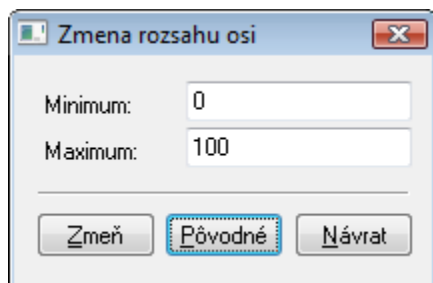 Zmena rozsahu osi
Minimum: 0
Maximum: 100
Zmeň Pôvodné Návrat